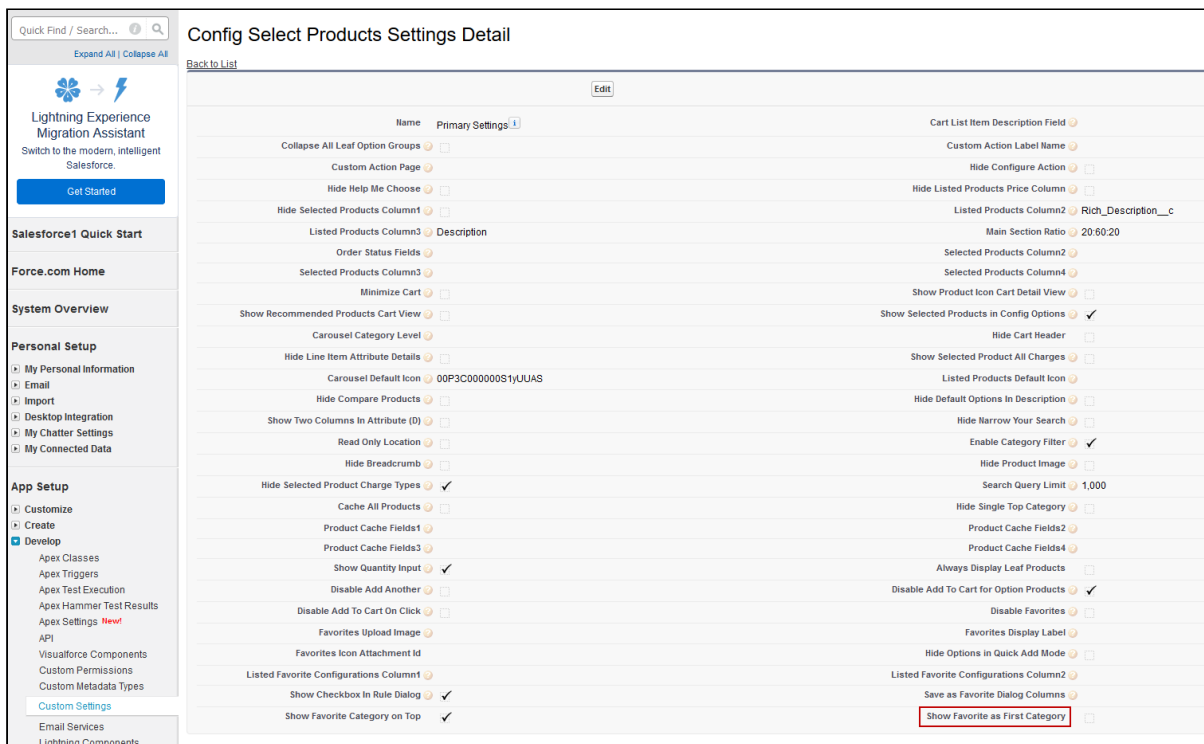 Quick Find / Search...
Expand All | Collapse All
Lightning Experience
Migration Assistant
Switch to the modern, intelligent
Salesforce.
Get Started
Salesforce1 Quick Start
Force.com Home
System Overview
Personal Setup
My Personal Information
Email
Import
Desktop Integration
My Chatter Settings
My Connected Data
App Setup
Customize
Create
Develop
Apex Classes
Apex Triggers
Apex Test Execution
Apex Hammer Test Results
Apex Settings New!
API
Visualforce Components
Custom Permissions
Custom Metadata Types
Custom Settings
Email Services
Lightning Components
Config Select Products Settings Detail
Back to List
Edit
Name Primary Settings Cart List Item Description Field
Collapse All Leaf Option Groups Custom Action Label Name
Custom Action Page Hide Configure Action
Hide Help Me Choose Hide Listed Products Price Column
Hide Selected Products Column1 Listed Products Column2 Rich_Description__c
Listed Products Column3 Description Main Section Ratio 20:60:20
Order Status Fields Selected Products Column2
Selected Products Column3 Selected Products Column4
Minimize Cart Show Product Icon Cart Detail View
Show Recommended Products Cart View Show Selected Products in Config Options
Carousel Category Level Hide Cart Header
Hide Line Item Attribute Details Show Selected Product All Charges
Carousel Default Icon 00P3C000000S1yUUAS Listed Products Default Icon
Hide Compare Products Hide Default Options In Description
Show Two Columns In Attribute (D) Hide Narrow Your Search
Read Only Location Enable Category Filter
Hide Breadcrumb Hide Product Image
Hide Selected Product Charge Types Search Query Limit 1,000
Cache All Products Hide Single Top Category
Product Cache Fields1 Product Cache Fields2
Product Cache Fields3 Product Cache Fields4
Show Quantity Input Always Display Leaf Products
Disable Add Another Disable Add To Cart for Option Products
Disable Add To Cart On Click Disable Favorites
Favorites Upload Image Favorites Display Label
Favorites Icon Attachment Id Hide Options in Quick Add Mode
Listed Favorite Configurations Column1 Listed Favorite Configurations Column2
Show Checkbox In Rule Dialog Save as Favorite Dialog Columns
Show Favorite Category on Top Show Favorite as First Category